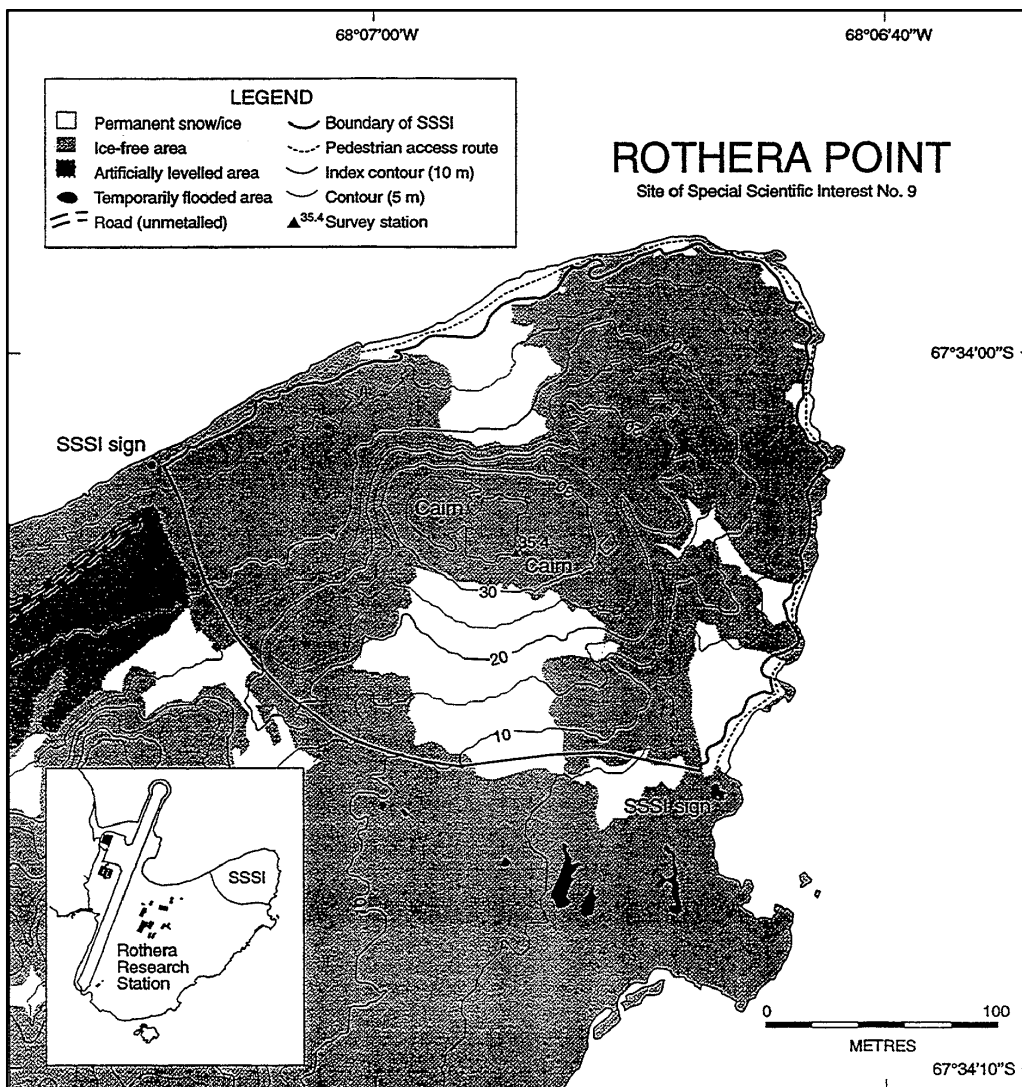 68°07'00"W
68°06'40"W
LEGEND
Permanent snow/ice
Ice-free area
Artificially levelled area
Temporarily flooded area
Road (unmetalled)
Boundary of SSSI
Pedestrian access route
Index contour (10 m)
Contour (5 m)
35.4 Survey station
ROTHERA POINT
Site of Special Scientific Interest No. 9
67°34'00"S
SSSI sign
Cairn
35.4
Cairn
30
20
10
SSSI sign
SSSI
Rothera
Research
Station
0 100
METRES
67°34'10"S